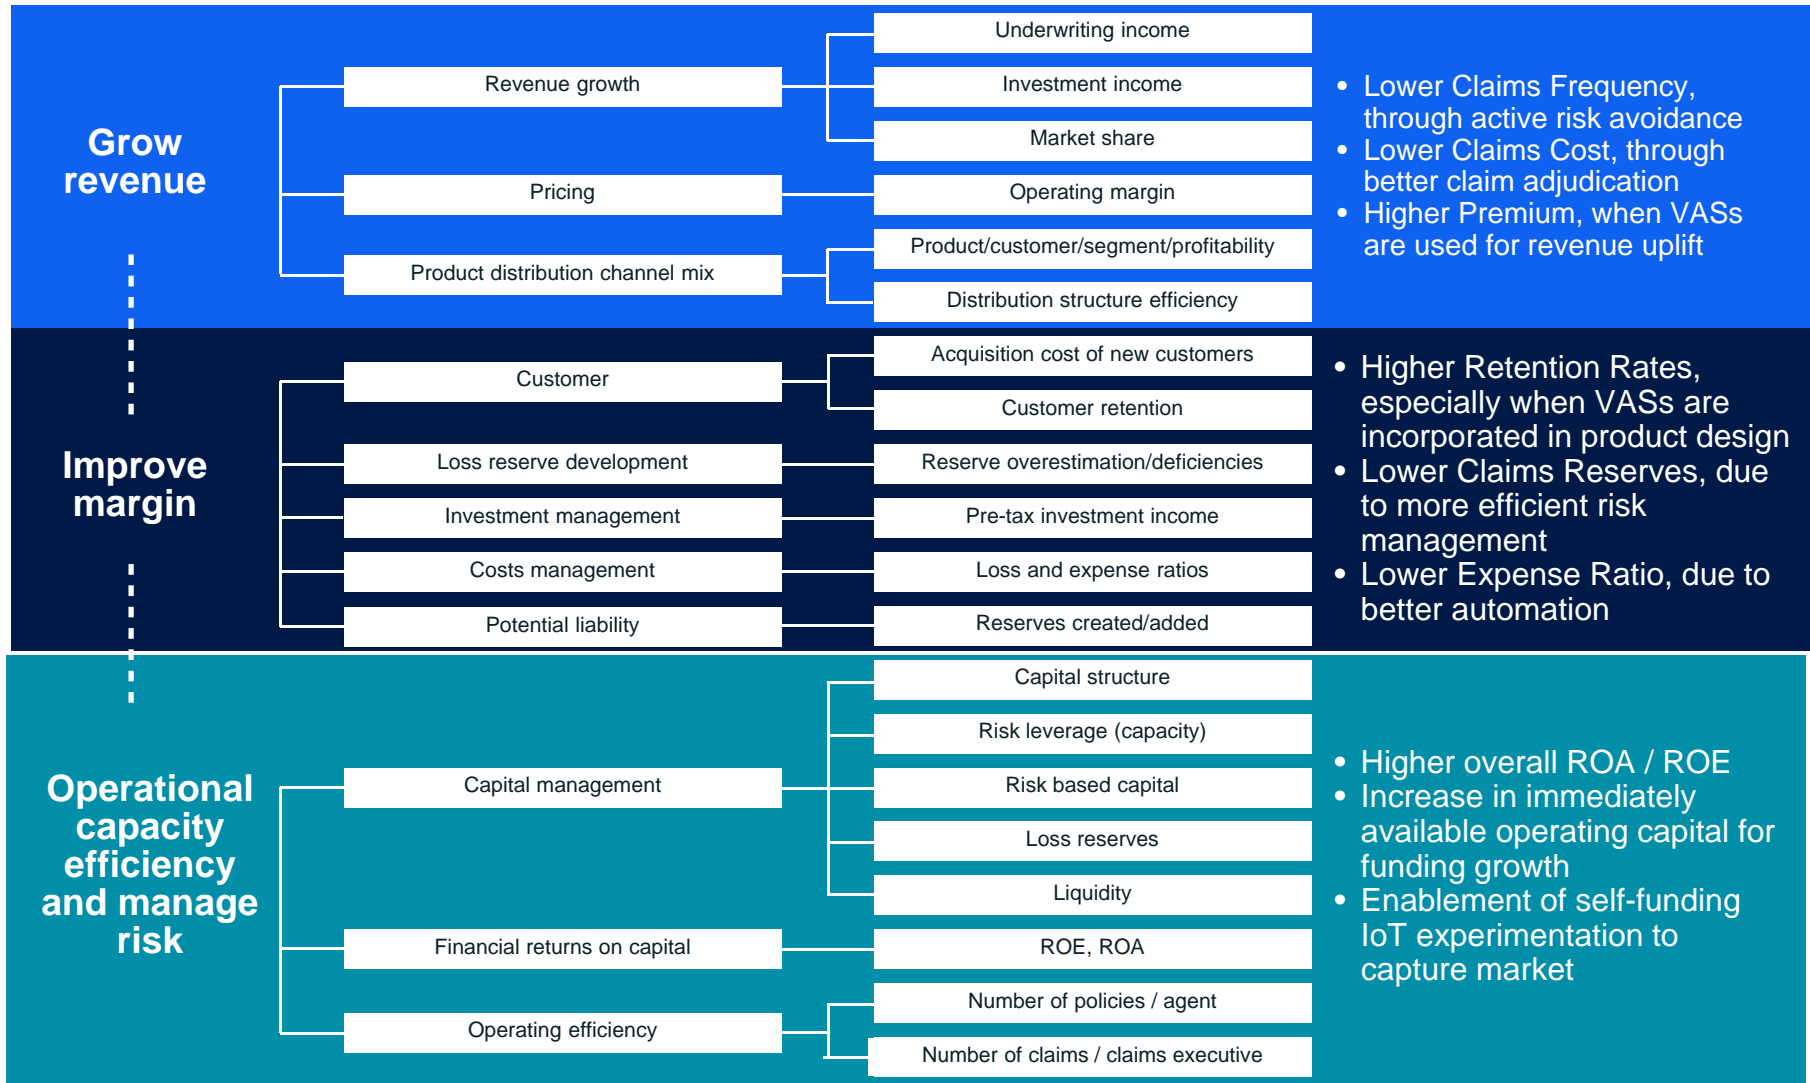 Grow
revenue
Revenue growth
Pricing
Product distribution channel mix
Underwriting income
Investment income
Market share
Operating margin
Product/customer/segment/profitability
Distribution structure efficiency
• Lower Claims Frequency,
through active risk avoidance
• Lower Claims Cost, through
better claim adjudication
• Higher Premium, when VASs
are used for revenue uplift
Improve
margin
Customer
Loss reserve development
Investment management
Costs management
Potential liability
Acquisition cost of new customers
Customer retention
Reserve overestimation/deficiencies
Pre-tax investment income
Loss and expense ratios
Reserves created/added
• Higher Retention Rates,
especially when VASs are
incorporated in product design
• Lower Claims Reserves, due
to more efficient risk
management
• Lower Expense Ratio, due to
better automation
Operational
capacity
efficiency
and manage
risk
Capital management
Financial returns on capital
Operating efficiency
Capital structure
Risk leverage (capacity)
Risk based capital
Loss reserves
Liquidity
ROE, ROA
Number of policies / agent
Number of claims / claims executive
• Higher overall ROA / ROE
• Increase in immediately
available operating capital for
funding growth
• Enablement of self-funding
IoT experimentation to
capture market